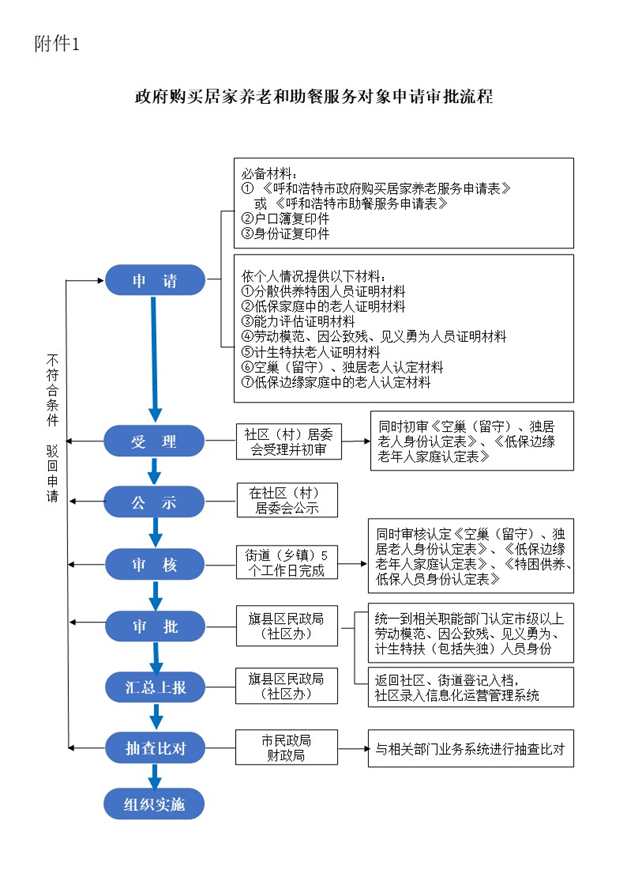 附件1
政府购买居家养老和助餐服务对象申请审批流程
必备材料：
①《呼和浩特市政府购买居家养老服务申请表》
或《呼和浩特市助餐服务申请表》
②户口簿复印件
③身份证复印件
申 请
依个人情况提供以下材料：
①分散供养特困人员证明材料
②低保家庭中的老人证明材料
③能力评估证明材料
④劳动模范、因公致残、见义勇为人员证明材料
⑤计生特扶老人证明材料
⑥空巢（留守）、独居老人认定材料
⑦低保边缘家庭中的老人认定材料
不符合条件 驳回申请
受 理
社区（村）居委
会受理并初审
同时初审《空巢（留守）、独居
老人身份认定表》、《低保边缘
老年人家庭认定表》
公 示
在社区（村）
居委会公示
审 核
街道（乡镇）5
个工作日完成
同时审核认定《空巢（留守）、独
居老人身份认定表》、《低保边缘
老年人家庭认定表》、《特困供养、
低保人员身份认定表》
审 批
旗县区民政局
（社区办）
统一到相关职能部门认定市级以上
劳动模范、因公致残、见义勇为、
计生特扶（包括失独）人员身份
汇总上报
旗县区民政局
（社区办）
返回社区、街道登记入档，
社区录入信息化运营管理系统
抽查比对
市民政局
财政局
与相关部门业务系统进行抽查比对
组织实施